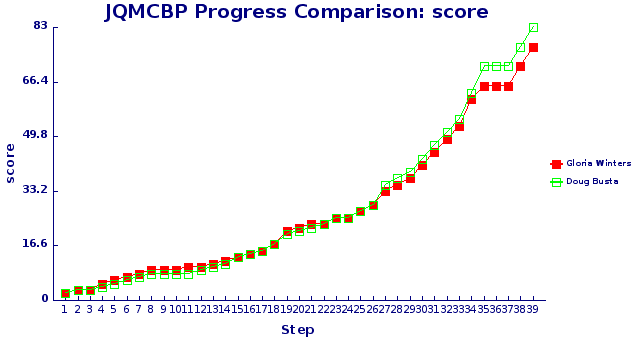 JQMCBP Progress Comparison: score
83
66.4
49.8
33.2
16.6
0
score
1 2 3 4 5 6 7 8 9 10 11 12 13 14 15 16 17 18 19 20 21 22 23 24 25 26 27 28 29 30 31 32 33 34 35 36 37 38 39
Step
Gloria Winters
Doug Busta